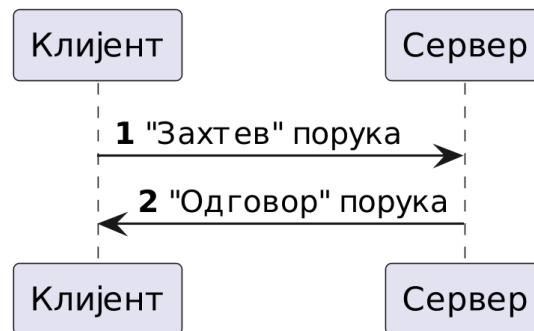 Клијент Сервер
1 "Захтев" порука
2 "Одговор" порука
Клијент Сервер